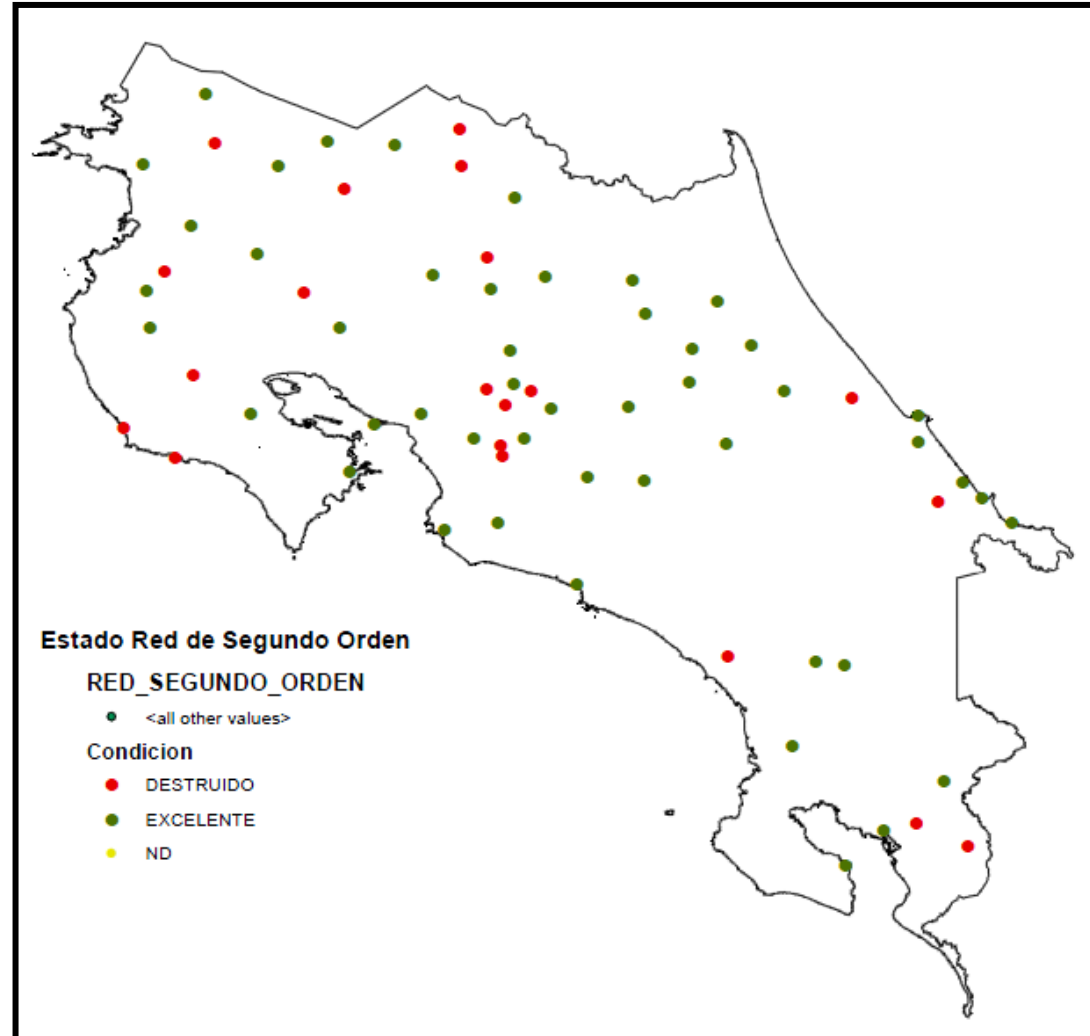 Estado Red de Segundo Orden
RED_SEGUNDO_ORDEN
<all other values>
Condicion
DESTRUIDO
EXCELENTE
ND